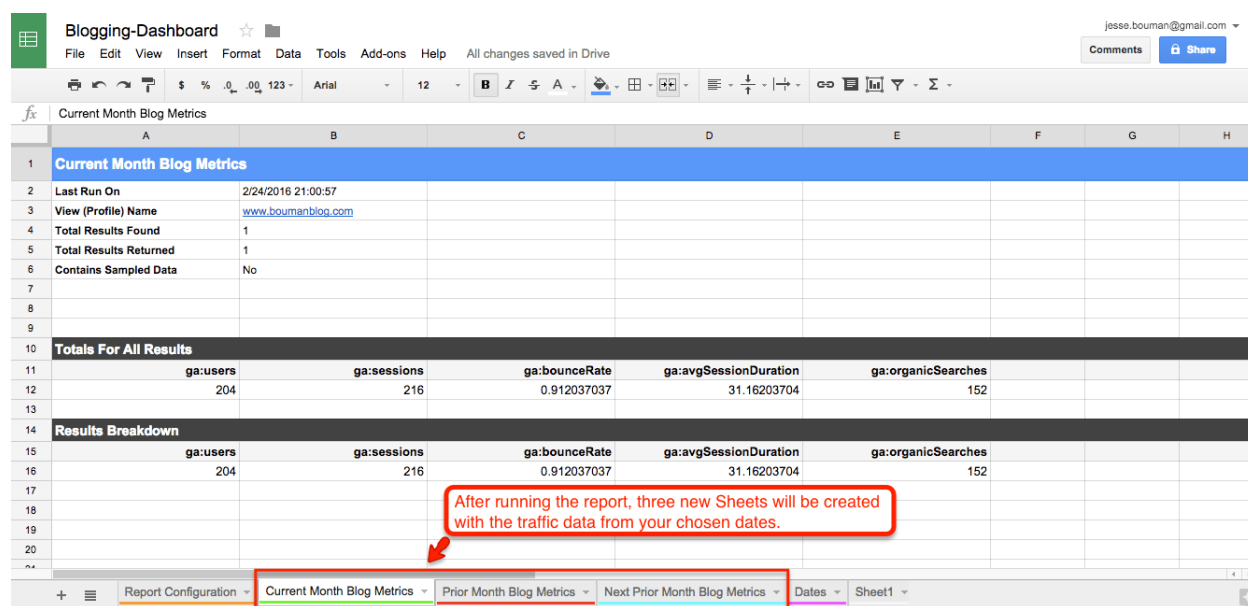 Blogging-Dashboard
jesse.bouman@gmail.com
File Edit View Insert Format Data Tools Add-ons Help All changes saved in Drive
Comments Share
$ % .0 .00 123 Arial 12 B I S A Σ
fx Current Month Blog Metrics
A B C D E F G H
1 Current Month Blog Metrics
2 Last Run On 2/24/2016 21:00:57
3 View (Profile) Name www.boumanblog.com
4 Total Results Found 1
5 Total Results Returned 1
6 Contains Sampled Data No
7
8
9
10 Totals For All Results
11 ga:users ga:sessions ga:bounceRate ga:avgSessionDuration ga:organicSearches
12 204 216 0.912037037 31.16203704 152
13
14 Results Breakdown
15 ga:users ga:sessions ga:bounceRate ga:avgSessionDuration ga:organicSearches
16 204 216 0.912037037 31.16203704 152
17
After running the report, three new Sheets will be created
18
with the traffic data from your chosen dates.
19
20
Report Configuration Current Month Blog Metrics Prior Month Blog Metrics Next Prior Month Blog Metrics Dates Sheet1